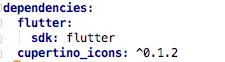 dependencies:
  flutter:
    sdk: flutter
  cupertino_icons: ^0.1.2